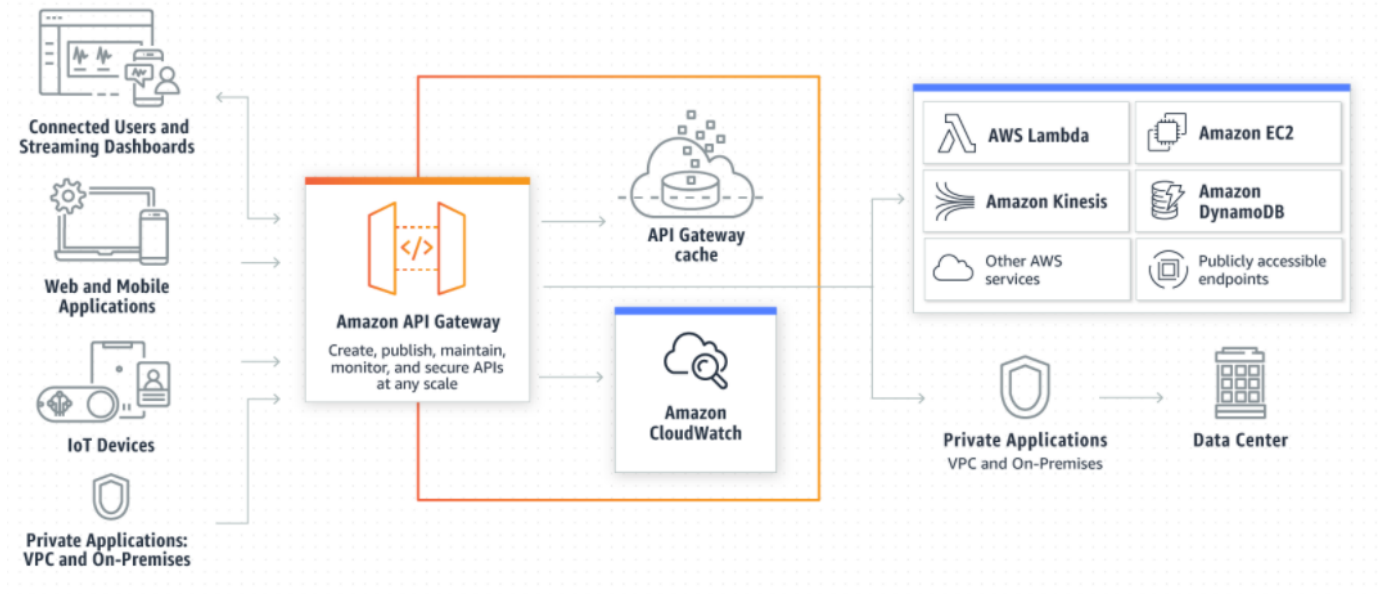 Connected Users and
Streaming Dashboards
Web and Mobile
Applications
IoT Devices
Private Applications:
VPC and On-Premises
</>
Amazon API Gateway
Create, publish, maintain,
monitor, and secure APIs
at any scale
API Gateway
cache
Amazon
CloudWatch
AWS Lambda
Amazon EC2
Amazon Kinesis
Amazon
DynamoDB
Other AWS
services
Publicly accessible
endpoints
Private Applications
VPC and On-Premises
Data Center